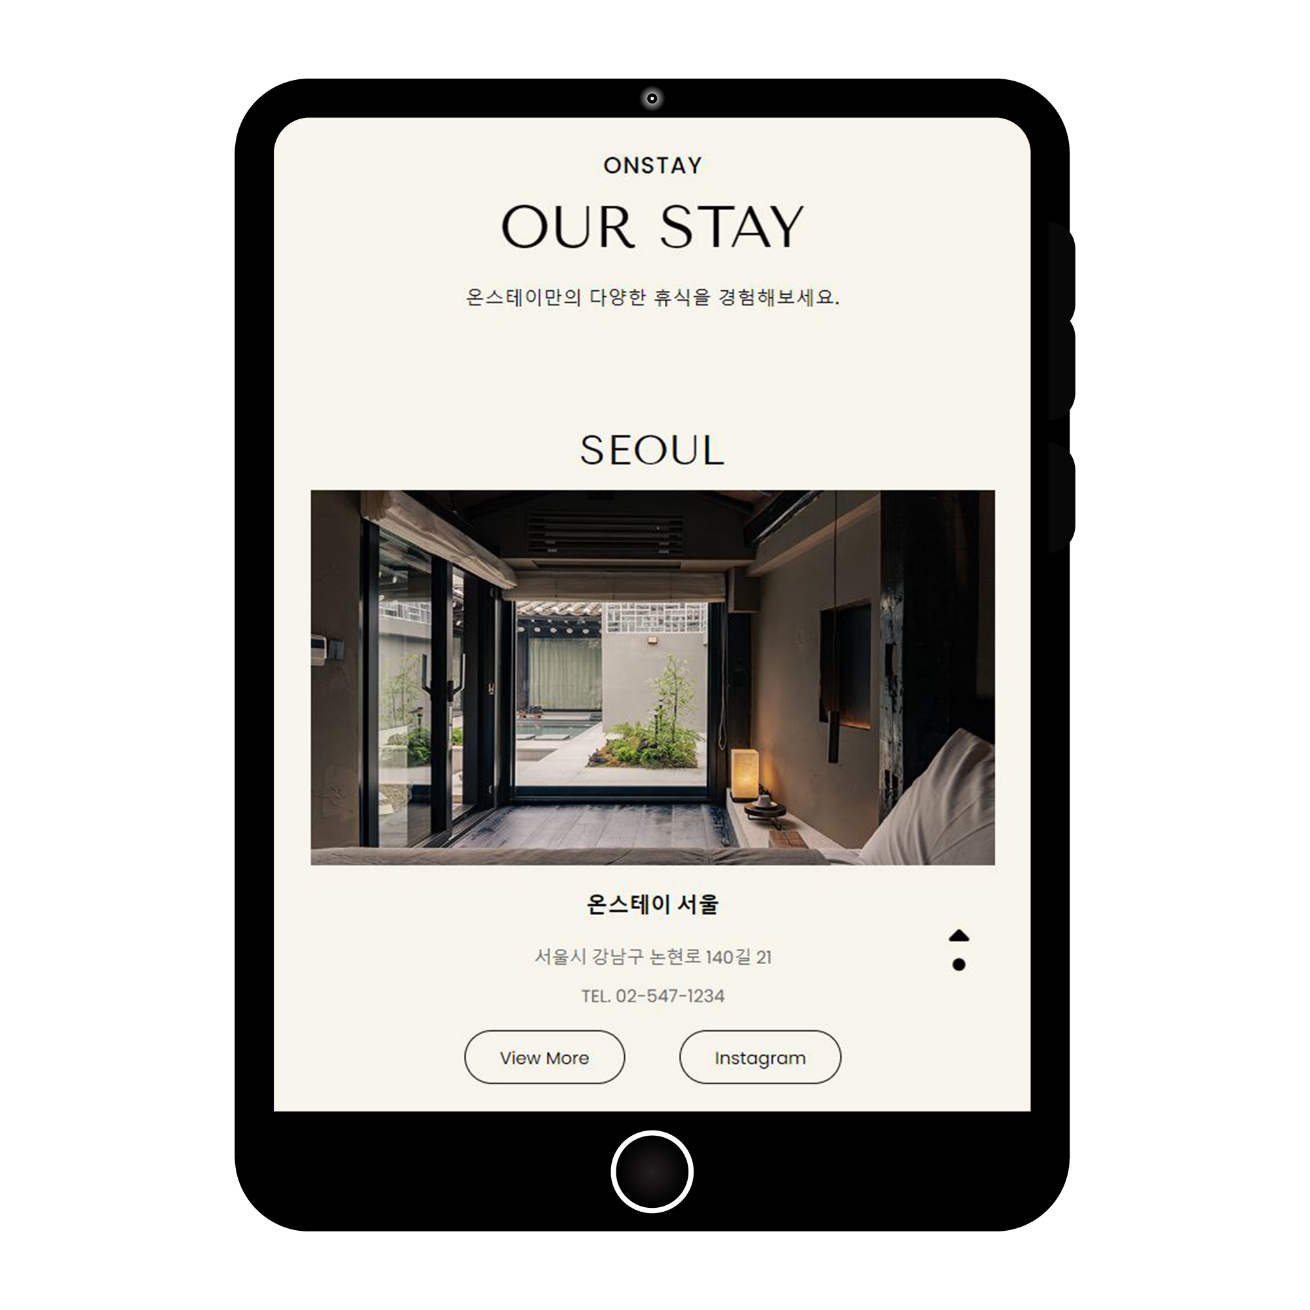 ONSTAY
OUR STAY
온스테이만의 다양한 휴식을 경험해보세요.
SEOUL
온스테이 서울
서울시 강남구 논현로 140길 21
TEL. 02-547-1234
View More
Instagram